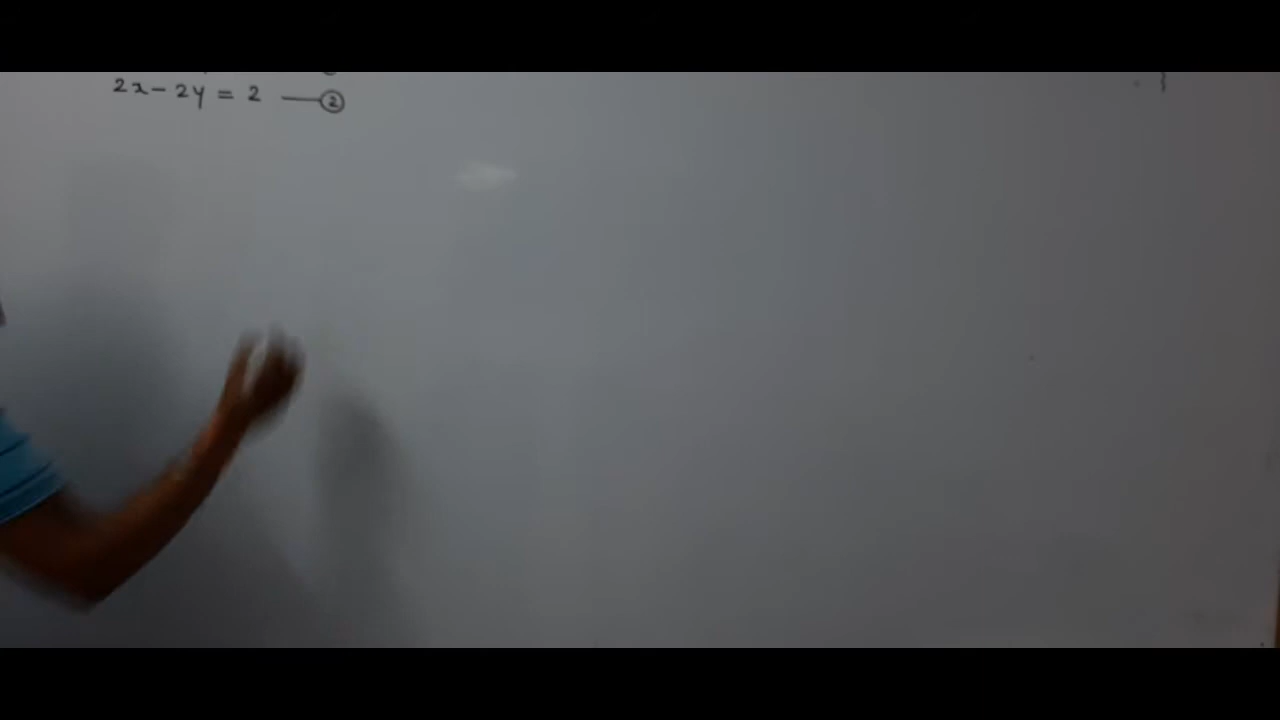 2x - 2y = 2 —②
}